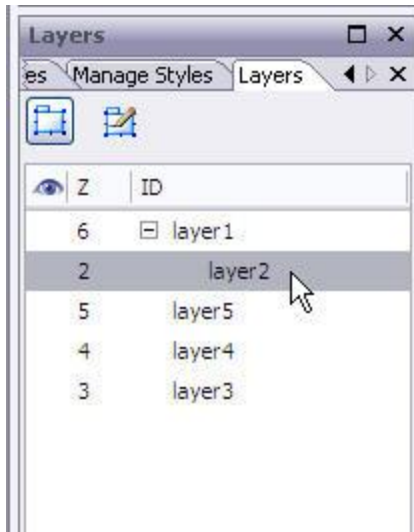 Layers
es Manage Styles Layers
Z ID
6 layer1
2 layer2
5 layer5
4 layer4
3 layer3